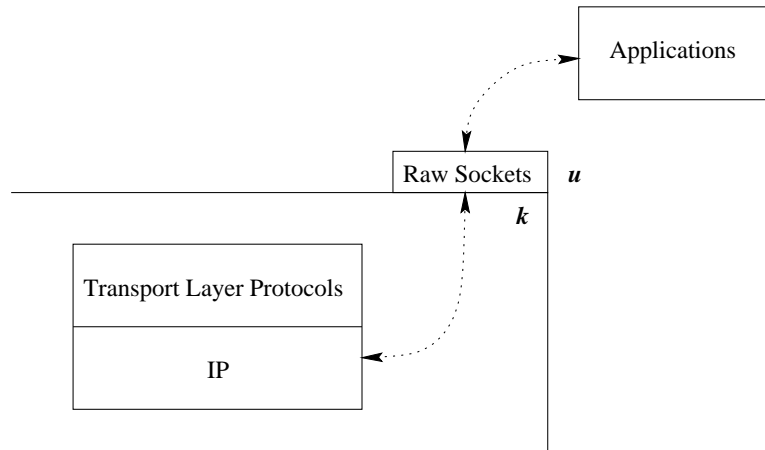 Applications
Raw Sockets
u
k
Transport Layer Protocols
IP